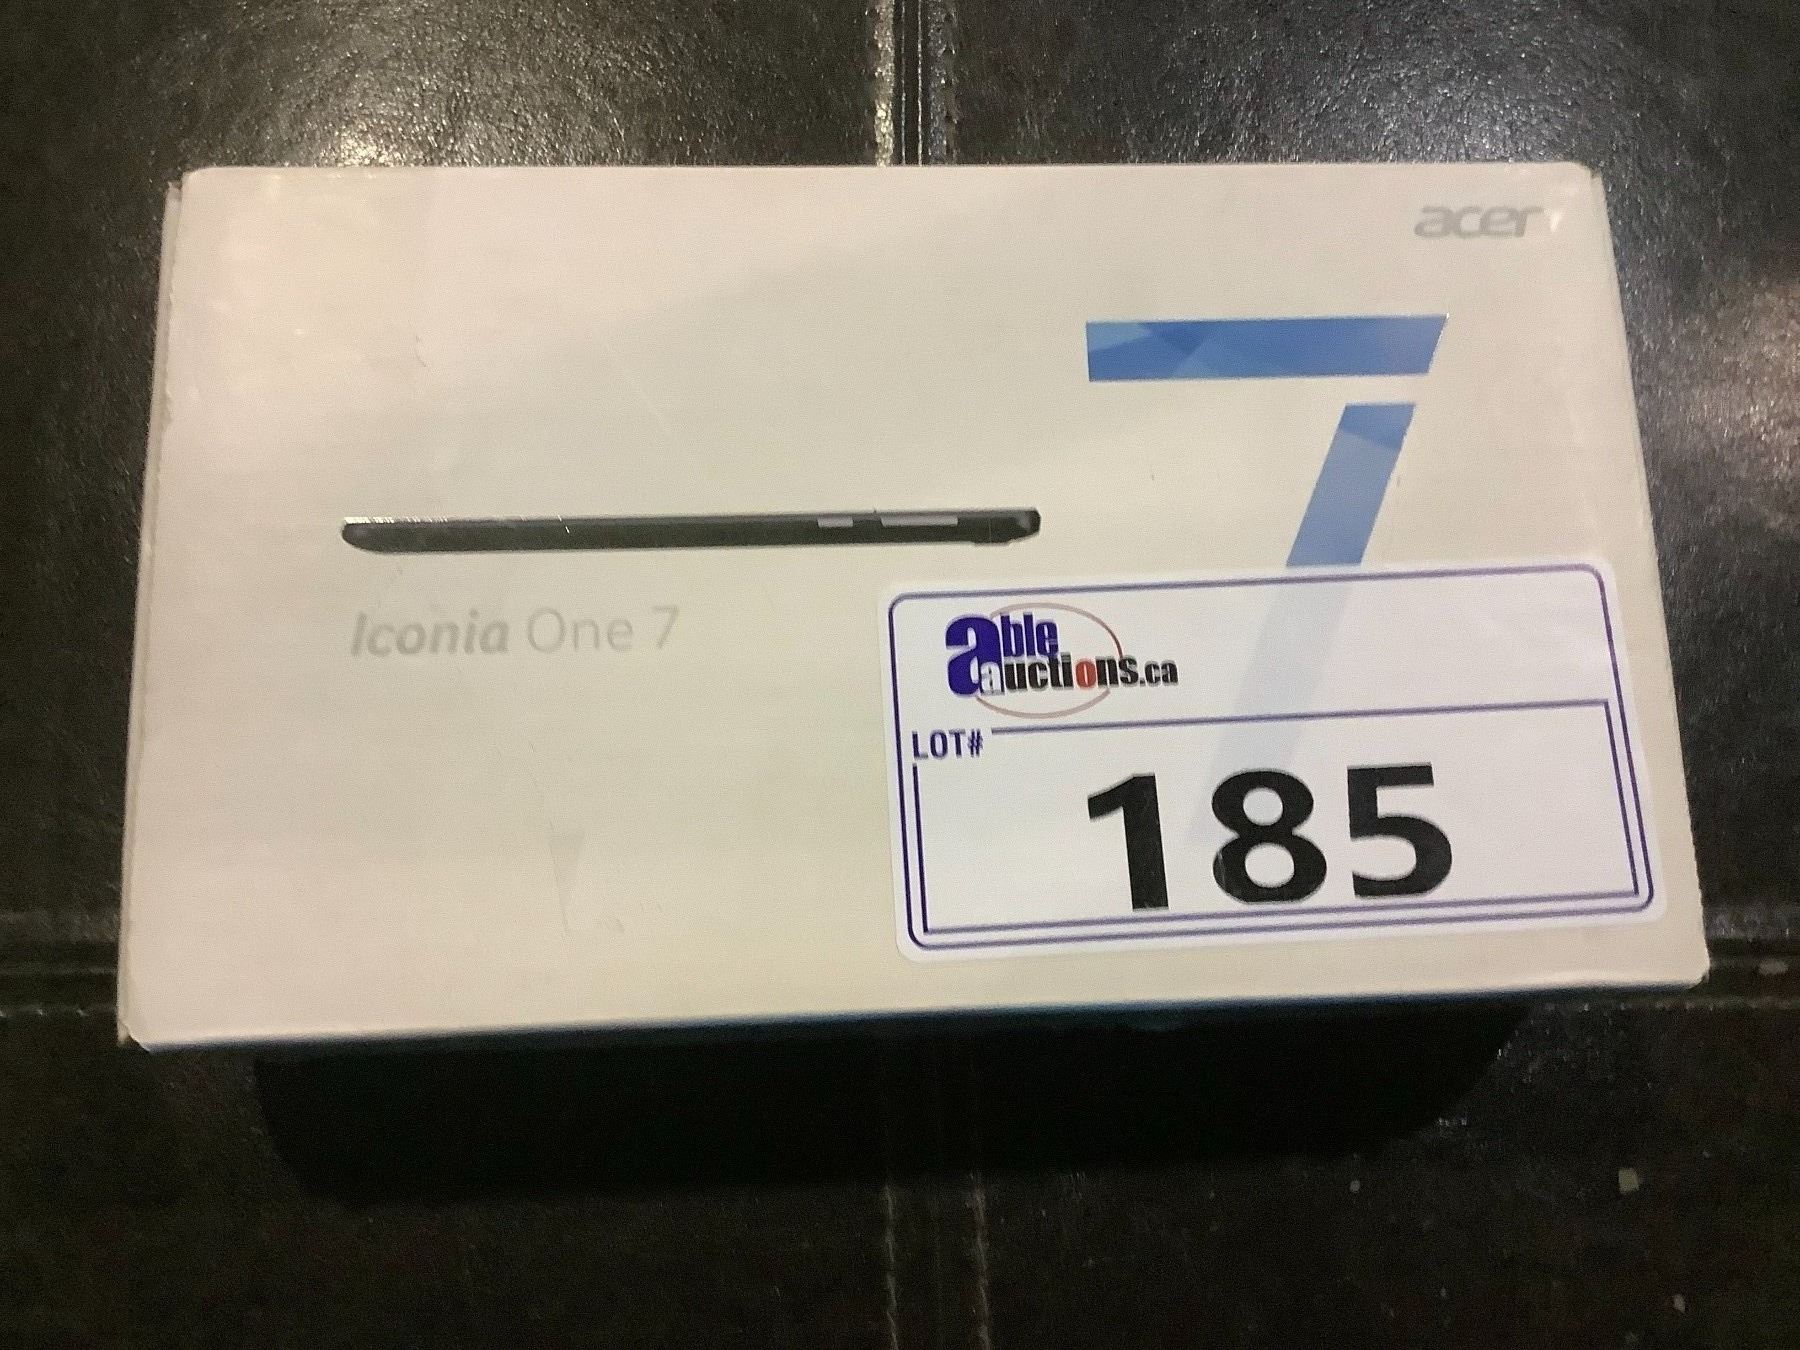 acer
7
Iconia One 7
able
auctions.ca
LOT#
185